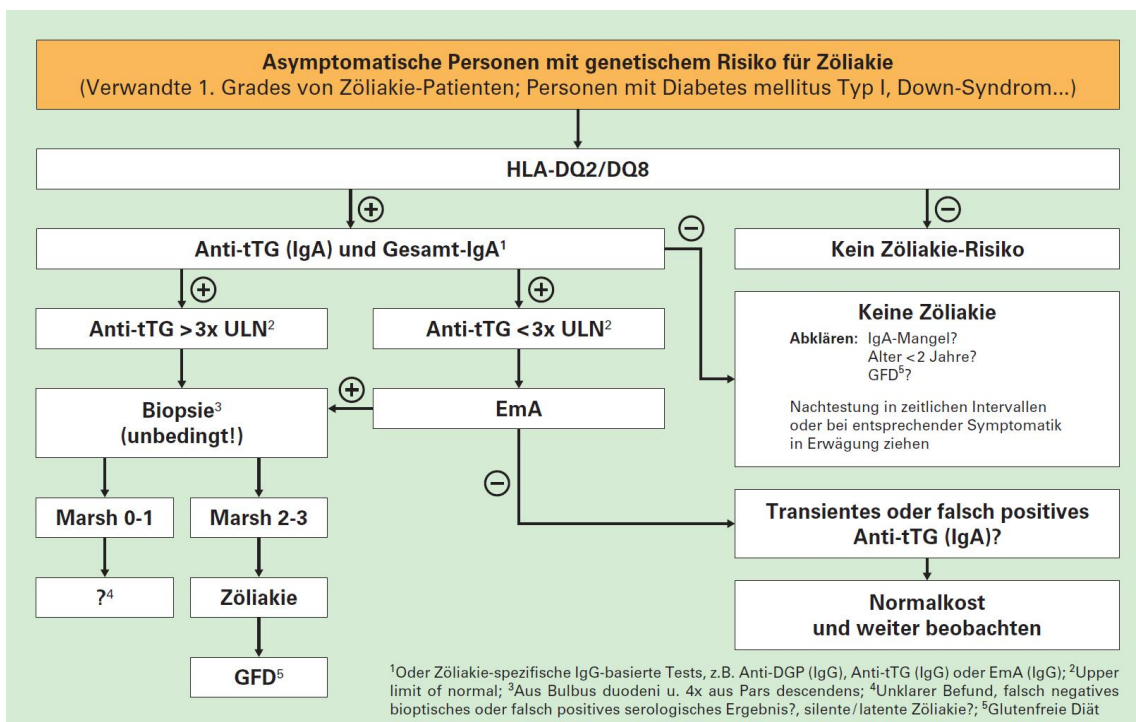 Asymptomatische Personen mit genetischem Risiko für Zöliakie
(Verwandte 1. Grades von Zöliakie-Patienten; Personen mit Diabetes mellitus Typ I, Down-Syndrom...)
HLA-DQ2/DQ8
+
−
−
Anti-tTG (IgA) und Gesamt-IgA¹
Kein Zöliakie-Risiko
+
+
Anti-tTG >3x ULN²
Anti-tTG <3x ULN²
Keine Zöliakie
Abklären: IgA-Mangel?
Alter <2 Jahre?
GFD⁵?
Nachtestung in zeitlichen Intervallen
oder bei entsprechender Symptomatik
in Erwägung ziehen
Biopsie³
(unbedingt!)
+
EmA
−
Marsh 0-1
Marsh 2-3
Transientes oder falsch positives
Anti-tTG (IgA)?
?⁴
Zöliakie
Normalkost
und weiter beobachten
GFD⁵
¹Oder Zöliakie-spezifische IgG-basierte Tests, z.B. Anti-DGP (IgG), Anti-tTG (IgG) oder EmA (IgG); ²Upper
limit of normal; ³Aus Bulbus duodeni u. 4x aus Pars descendens; ⁴Unklarer Befund, falsch negatives
bioptisches oder falsch positives serologisches Ergebnis?, silente/latente Zöliakie?; ⁵Glutenfreie Diät